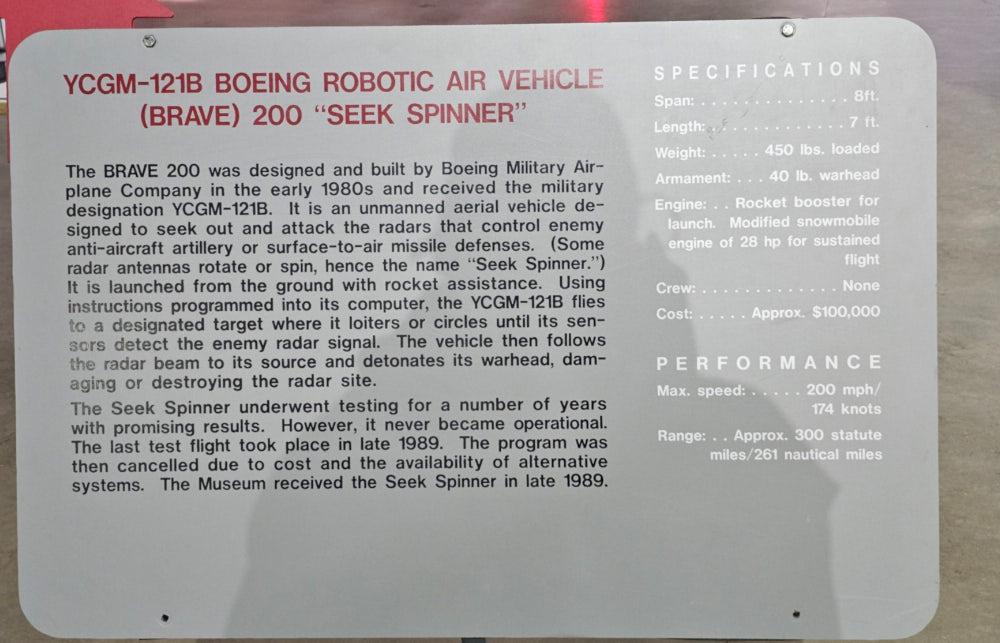 YCGM-121B BOEING ROBOTIC AIR VEHICLE
(BRAVE) 200 “SEEK SPINNER”
The BRAVE 200 was designed and built by Boeing Military Air-
plane Company in the early 1980s and received the military
designation YCGM-121B. It is an unmanned aerial vehicle de-
signed to seek out and attack the radars that control enemy
anti-aircraft artillery or surface-to-air missile defenses. (Some
radar antennas rotate or spin, hence the name “Seek Spinner.”)
It is launched from the ground with rocket assistance. Using
instructions programmed into its computer, the YCGM-121B flies
to a designated target where it loiters or circles until its sen-
sors detect the enemy radar signal. The vehicle then follows
the radar beam to its source and detonates its warhead, dam-
aging or destroying the radar site.
The Seek Spinner underwent testing for a number of years
with promising results. However, it never became operational.
The last test flight took place in late 1989. The program was
then cancelled due to cost and the availability of alternative
systems. The Museum received the Seek Spinner in late 1989.
SPECIFICATIONS
Span: . . . . . . . . . . . . . . 8ft.
Length: . . . . . . . . . . . . 7 ft.
Weight: . . . . . 450 lbs. loaded
Armament: . . . 40 lb. warhead
Engine: . . Rocket booster for
launch. Modified snowmobile
engine of 28 hp for sustained
flight
Crew: . . . . . . . . . . . . . None
Cost: . . . . . Approx. $100,000
PERFORMANCE
Max. speed: . . . . . 200 mph/
174 knots
Range: . . Approx. 300 statute
miles/261 nautical miles